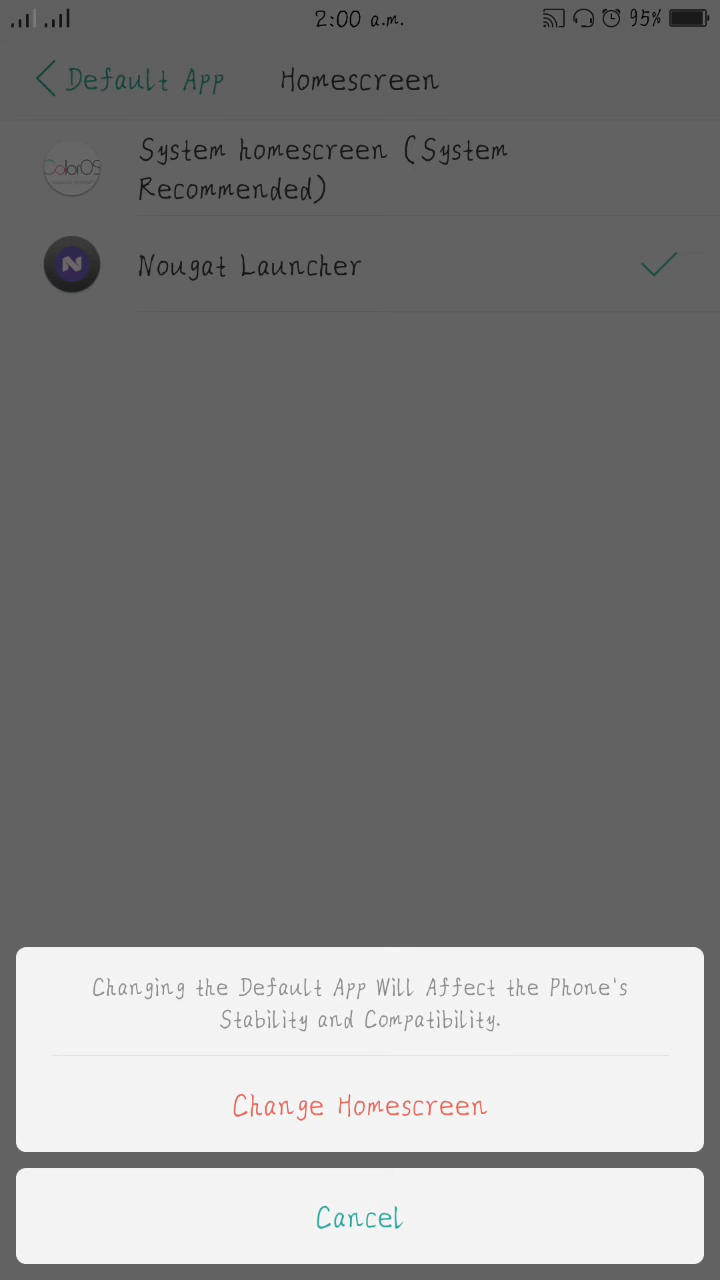 2:00 a.m.
95%
Default App
Homescreen
ColorOS
System homescreen (System
Recommended)
N
Nougat Launcher
Changing the Default App Will Affect the Phone's
Stability and Compatibility.
Change Homescreen
Cancel